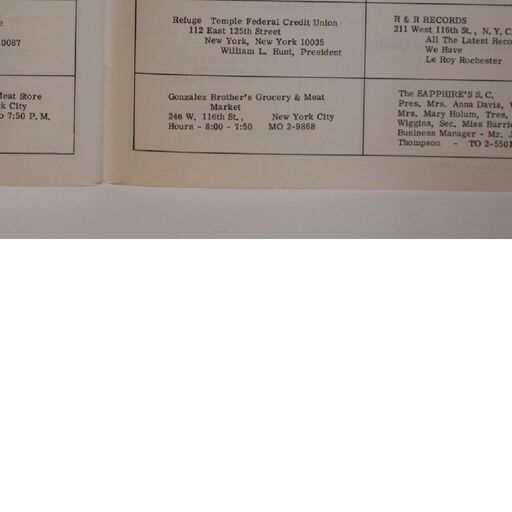 e
0087
Meat Store
k City
o 7:50 P. M.
Refuge Temple Federal Credit Union
112 East 125th Street
New York, New York 10035
William L. Hunt, President
Gonzalez Brother's Grocery & Meat
Market
246 W. 116th St., New York City
Hours - 8:00 - 7:50 MO 2-9868
R & R RECORDS
211 West 116th St., N. Y. C.
All The Latest Reco
We Have
Le Roy Rochester
The SAPPHIRE'S S. C.
Pres. Mrs. Anna Davis, V
Mrs. Mary Holum, Tres.
Wiggins, Sec. Miss Barrie
Business Manager - Mr. J
Thompson - TO 2-5501